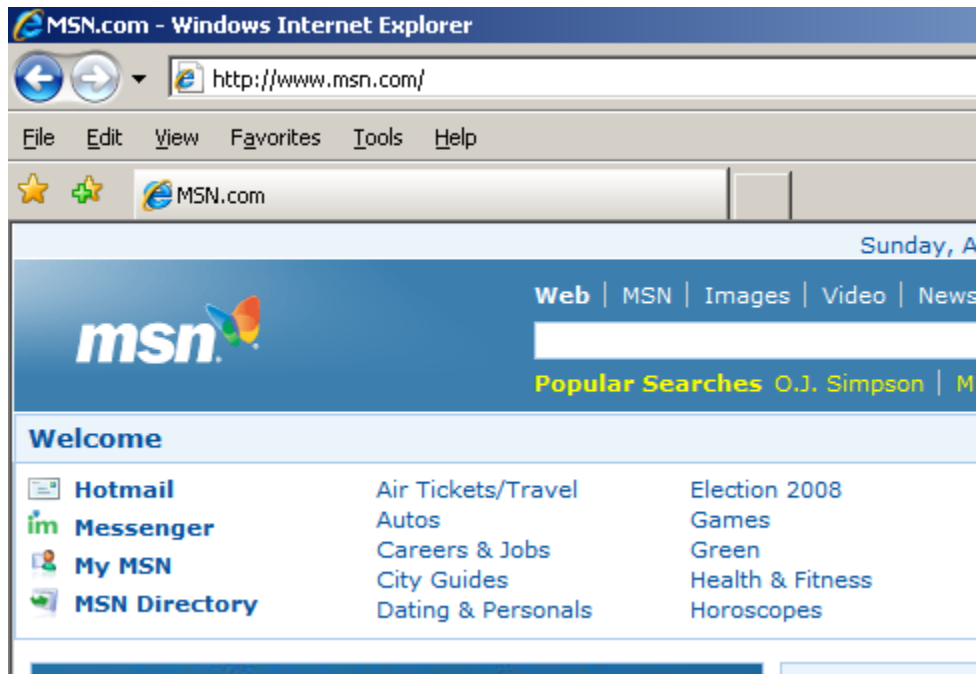 MSN.com - Windows Internet Explorer
http://www.msn.com/
File Edit View Favorites Tools Help
MSN.com
Sunday, A
Web | MSN | Images | Video | News
msn
Popular Searches O.J. Simpson | M
Welcome
Hotmail Air Tickets/Travel Election 2008
im Messenger Autos Games
My MSN Careers & Jobs Green
City Guides Health & Fitness
MSN Directory Dating & Personals Horoscopes